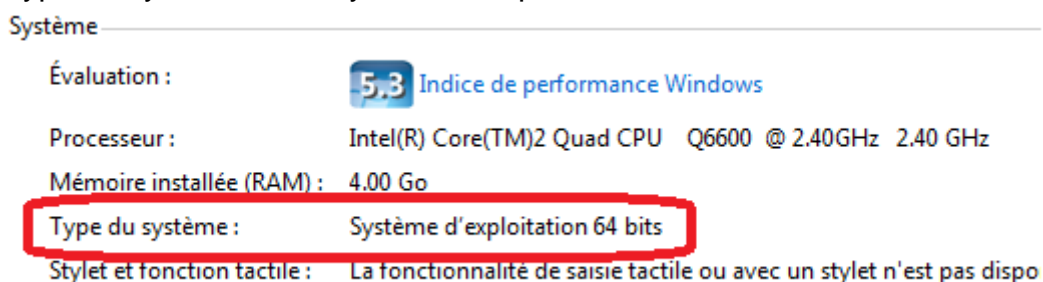 Système
Évaluation : 5.3 Indice de performance Windows
Processeur : Intel(R) Core(TM)2 Quad CPU Q6600 @ 2.40GHz 2.40 GHz
Mémoire installée (RAM) : 4.00 Go
Type du système : Système d'exploitation 64 bits
Stylet et fonction tactile : La fonctionnalité de saisie tactile ou avec un stylet n'est pas dispo